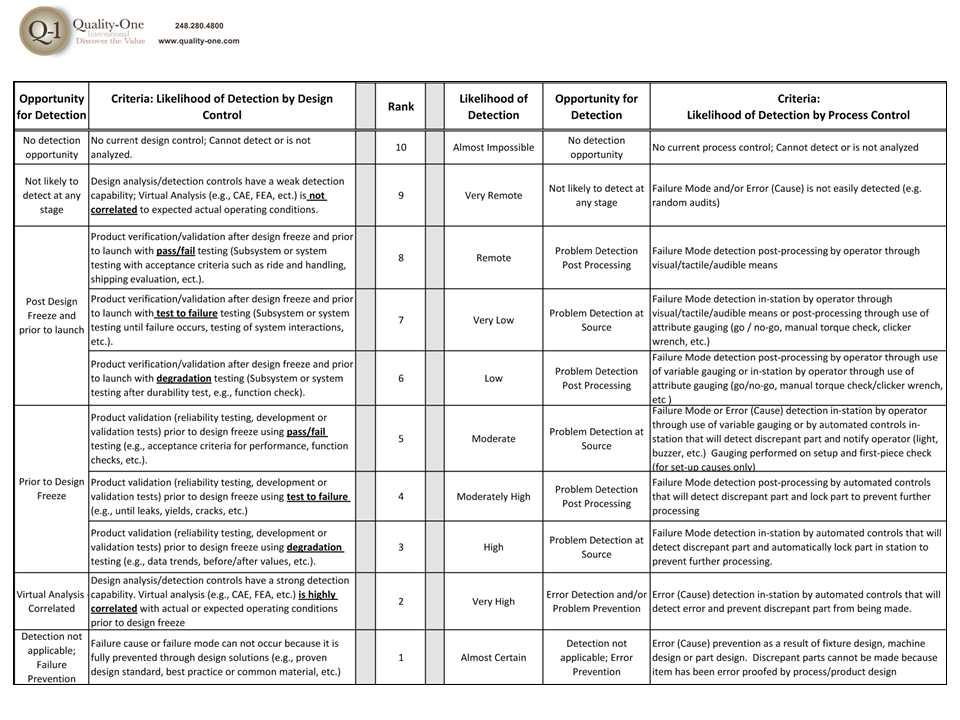 Q-1
Quality-One
International
Discover the Value
248.280.4800
www.quality-one.com
Opportunity
for Detection
Criteria: Likelihood of Detection by Design
Control
Rank
Likelihood of
Detection
Opportunity for
Detection
Criteria:
Likelihood of Detection by Process Control
No detection
opportunity
No current design control; Cannot detect or is not
analyzed.
10
Almost Impossible
No detection
opportunity
No current process control; Cannot detect or is not analyzed
Not likely to
detect at any
stage
Design analysis/detection controls have a weak detection
capability; Virtual Analysis (e.g., CAE, FEA, ect.) is not
correlated to expected actual operating conditions.
9
Very Remote
Not likely to detect at
any stage
Failure Mode and/or Error (Cause) is not easily detected (e.g.
random audits)
Post Design
Freeze and
prior to launch
Product verification/validation after design freeze and prior
to launch with pass/fail testing (Subsystem or system
testing with acceptance criteria such as ride and handling,
shipping evaluation, ect.).
8
Remote
Problem Detection
Post Processing
Failure Mode detection post-processing by operator through
visual/tactile/audible means
Product verification/validation after design freeze and prior
to launch with test to failure testing (Subsystem or system
testing until failure occurs, testing of system interactions,
etc.).
7
Very Low
Problem Detection at
Source
Failure Mode detection in-station by operator through
visual/tactile/audible means or post-processing through use of
attribute gauging (go / no-go, manual torque check, clicker
wrench, etc.)
Product verification/validation after design freeze and prior
to launch with degradation testing (Subsystem or system
testing after durability test, e.g., function check).
6
Low
Problem Detection
Post Processing
Failure Mode detection post-processing by operator through use
of variable gauging or in-station by operator through use of
attribute gauging (go/no-go, manual torque check/clicker wrench,
etc )
Prior to Design
Freeze
Product validation (reliability testing, development or
validation tests) prior to design freeze using pass/fail
testing (e.g., acceptance criteria for performance, function
checks, etc.).
5
Moderate
Problem Detection at
Source
Failure Mode or Error (Cause) detection in-station by operator
through use of variable gauging or by automated controls in-
station that will detect discrepant part and notify operator (light,
buzzer, etc.) Gauging performed on setup and first-piece check
(for set-up causes only)
Product validation (reliability testing, development or
validation tests) prior to design freeze using test to failure
(e.g., until leaks, yields, cracks, etc.)
4
Moderately High
Problem Detection
Post Processing
Failure Mode detection post-processing by automated controls
that will detect discrepant part and lock part to prevent further
processing
Product validation (reliability testing, development or
validation tests) prior to design freeze using degradation
testing (e.g., data trends, before/after values, etc.).
3
High
Problem Detection at
Source
Failure Mode detection in-station by automated controls that will
detect discrepant part and automatically lock part in station to
prevent further processing.
Virtual Analysis -
Correlated
Design analysis/detection controls have a strong detection
capability. Virtual analysis (e.g., CAE, FEA, etc.) is highly
correlated with actual or expected operating conditions
prior to design freeze
2
Very High
Error Detection and/or
Problem Prevention
Error (Cause) detection in-station by automated controls that will
detect error and prevent discrepant part from being made.
Detection not
applicable;
Failure
Prevention
Failure cause or failure mode can not occur because it is
fully prevented through design solutions (e.g., proven
design standard, best practice or common material, etc.)
1
Almost Certain
Detection not
applicable; Error
Prevention
Error (Cause) prevention as a result of fixture design, machine
design or part design. Discrepant parts cannot be made because
item has been error proofed by process/product design